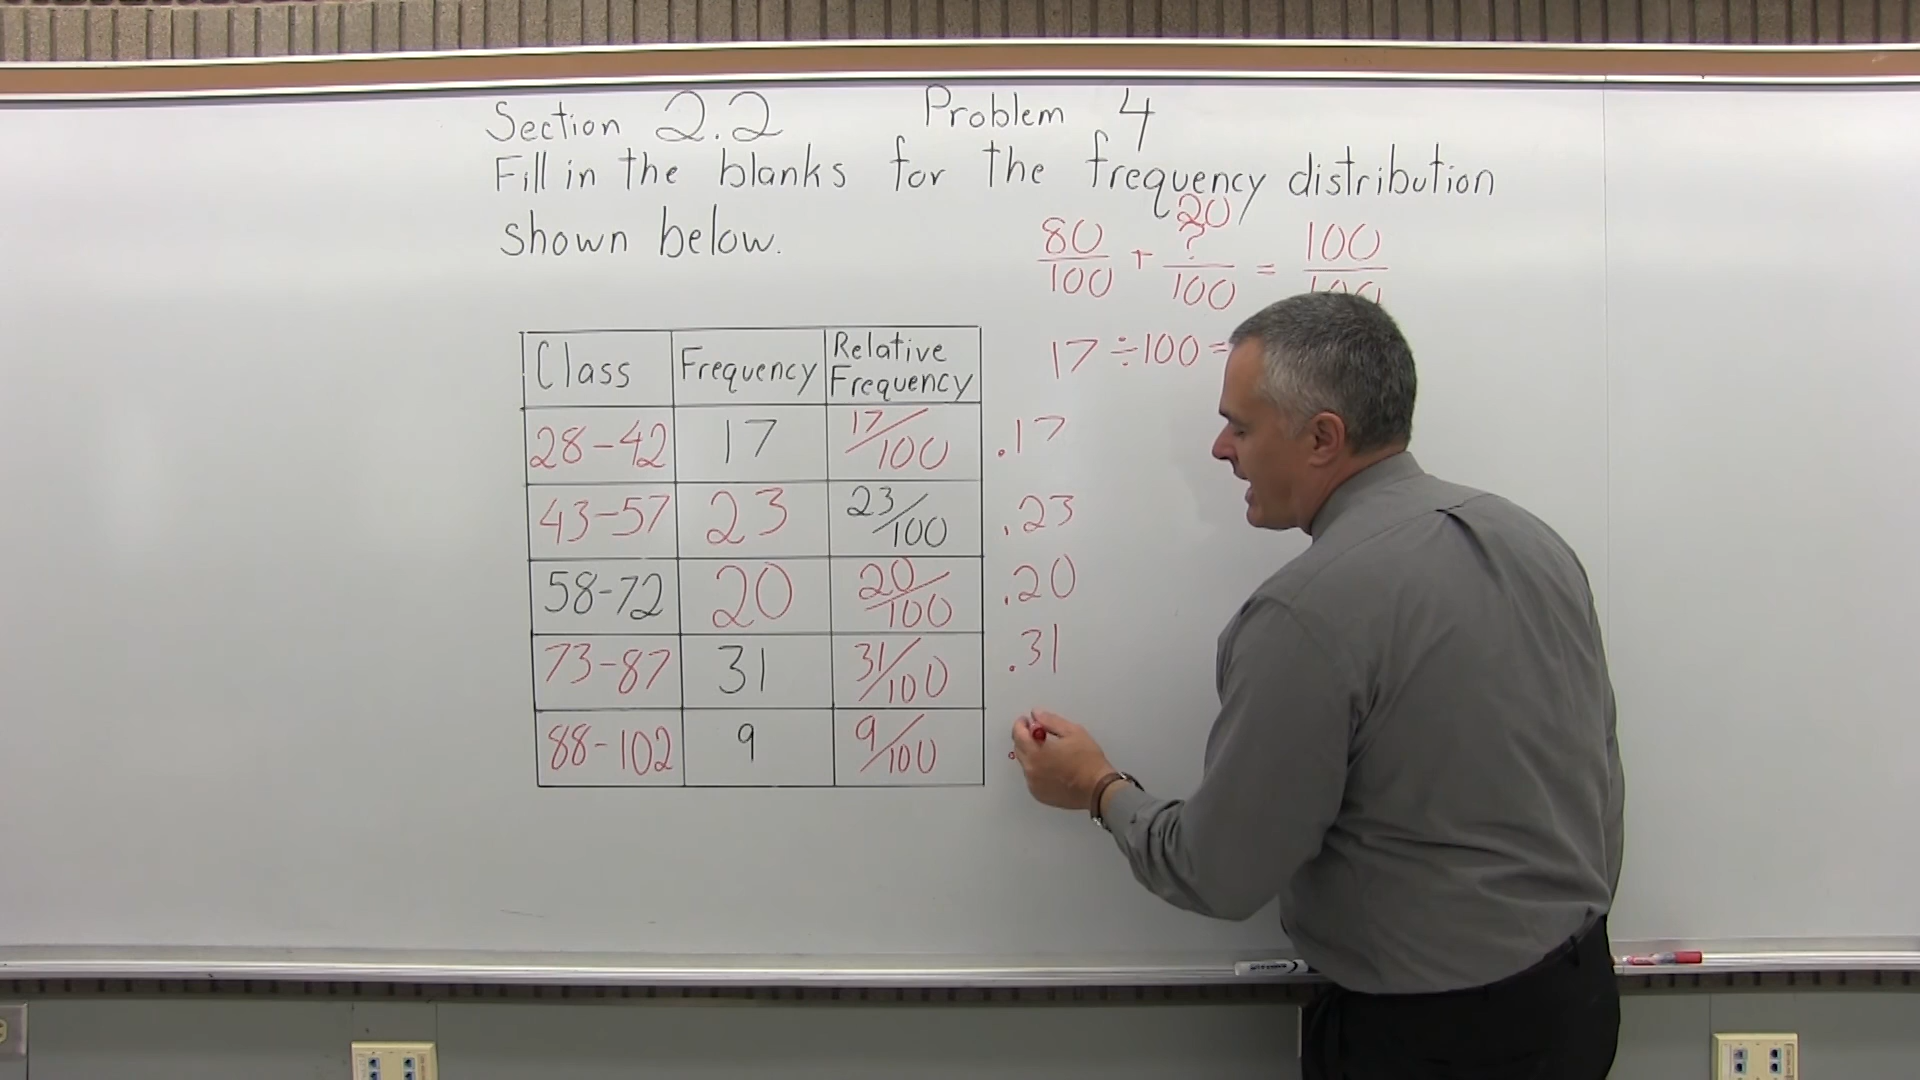 Section 2.2 Problem 4
Fill in the blanks for the frequency distribution
shown below.
20
80/100 + ?/100 = 100/100
17 ÷ 100 =
Class Frequency Relative Frequency
28-42 17 17/100 .17
43-57 23 23/100 .23
58-72 20 20/100 .20
73-87 31 31/100 .31
88-102 9 9/100 .